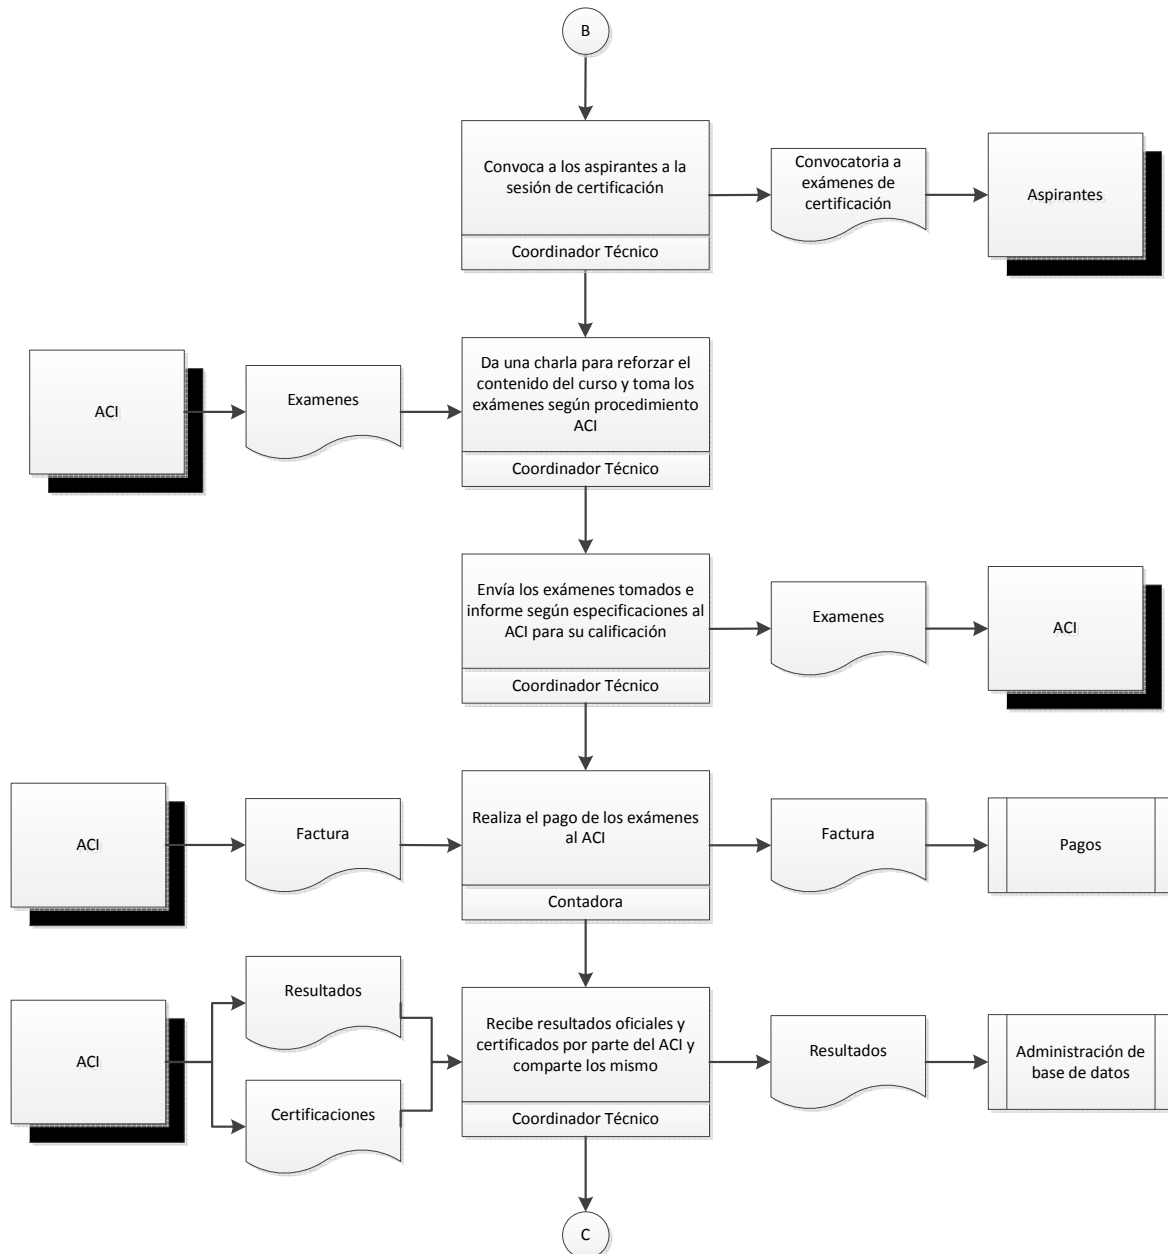 B
Convoca a los aspirantes a la
sesión de certificación
Coordinador Técnico
Convocatoria a
exámenes de
certificación
Aspirantes
ACI
Examenes
Da una charla para reforzar el
contenido del curso y toma los
exámenes según procedimiento
ACI
Coordinador Técnico
Envía los exámenes tomados e
informe según especificaciones al
ACI para su calificación
Coordinador Técnico
Examenes
ACI
ACI
Factura
Realiza el pago de los exámenes
al ACI
Contadora
Factura
Pagos
ACI
Resultados
Certificaciones
Recibe resultados oficiales y
certificados por parte del ACI y
comparte los mismo
Coordinador Técnico
Resultados
Administración de
base de datos
C